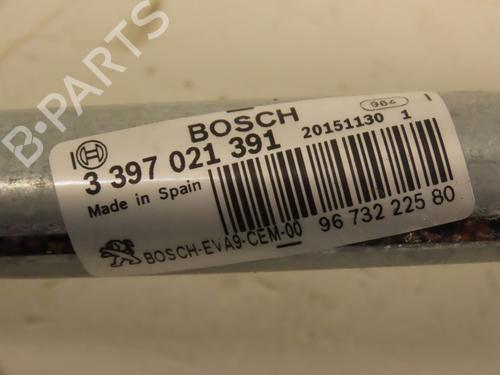 B-PARTS
BOSCH
984
20151130 1
3 397 021 391
Made in Spain
96 732 225 80
BOSCH-EVA9-CEM-00